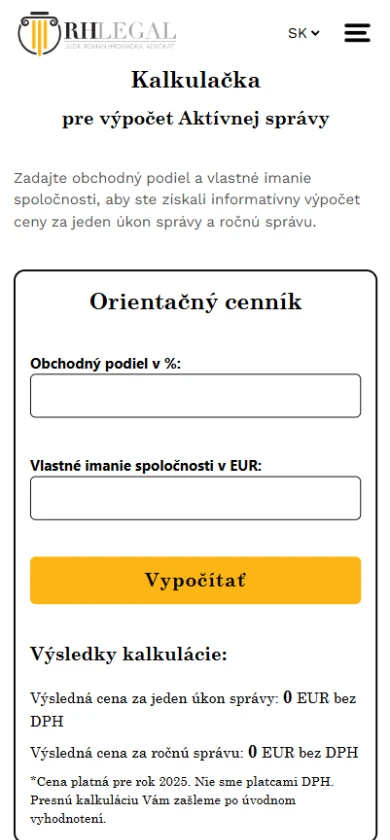 RHLEGAL
JUDR. ROMAN HROMÁDKA, ADVOKÁT
SK
Kalkulačka
pre výpočet Aktívnej správy
Zadajte obchodný podiel a vlastné imanie
spoločnosti, aby ste získali informatívny výpočet
ceny za jeden úkon správy a ročnú správu.
Orientačný cenník
Obchodný podiel v %:
Vlastné imanie spoločnosti v EUR:
Vypočítať
Výsledky kalkulácie:
Výsledná cena za jeden úkon správy: 0 EUR bez
DPH
Výsledná cena za ročnú správu: 0 EUR bez DPH
*Cena platná pre rok 2025. Nie sme platcami DPH.
Presnú kalkuláciu Vám zašleme po úvodnom
vyhodnotení.